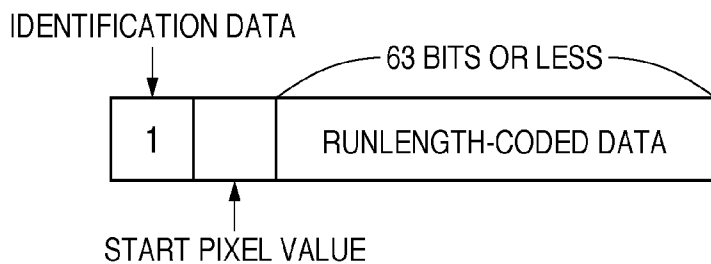 IDENTIFICATION DATA
63 BITS OR LESS
1
RUNLENGTH-CODED DATA
START PIXEL VALUE